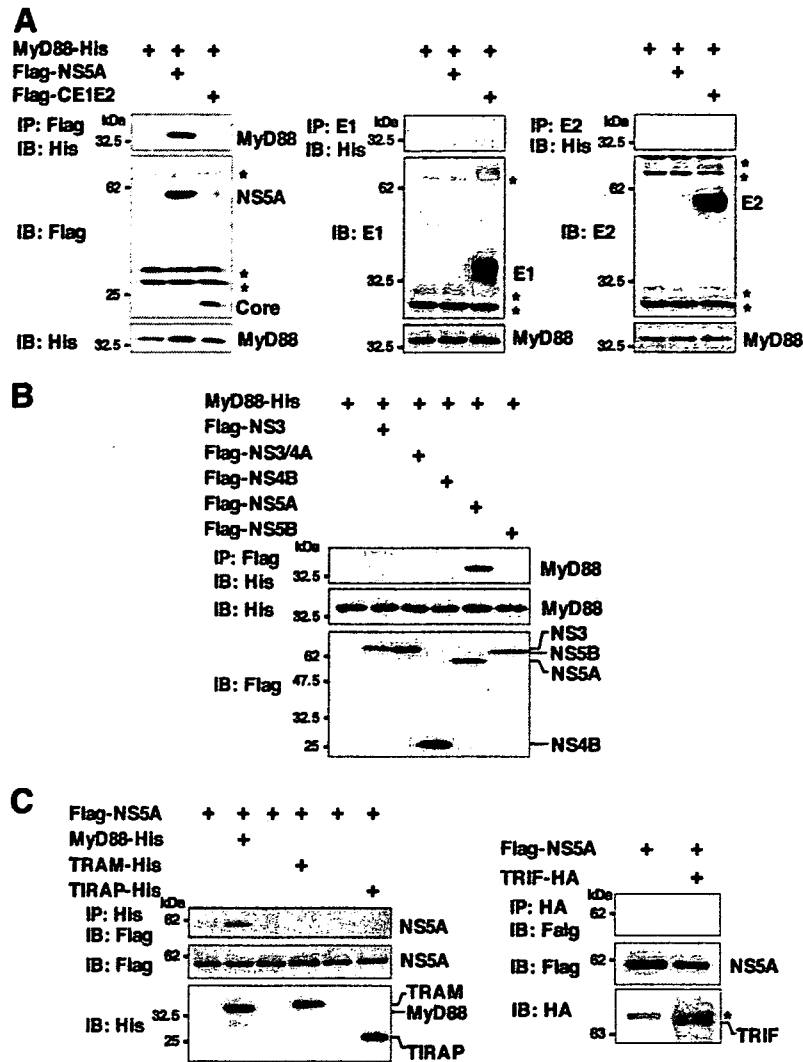 A
MyD88-His + + +
Flag-NS5A +
Flag-CE1E2 +
kDa
IP: Flag
IB: His
32.5
MyD88
62
*
NS5A
IB: Flag
*
*
25
Core
IB: His
32.5
MyD88
+ + +
+
+
kDa
IP: E1
IB: His
32.5
62
*
IB: E1
32.5
E1
*
*
32.5
MyD88
+ + +
+
+
kDa
IP: E2
IB: His
32.5
*
*
62
E2
IB: E2
32.5
*
*
32.5
MyD88
B
MyD88-His + + + + + +
Flag-NS3 +
Flag-NS3/4A +
Flag-NS4B +
Flag-NS5A +
Flag-NS5B +
kDa
IP: Flag
IB: His
32.5
MyD88
IB: His
32.5
MyD88
IB: Flag
62
47.5
32.5
25
NS3
NS5B
NS5A
NS4B
C
Flag-NS5A + + + + + +
MyD88-His +
TRAM-His +
TIRAP-His +
kDa
IP: His
IB: Flag
62
NS5A
IB: Flag
62
NS5A
IB: His
32.5
25
TRAM
MyD88
TIRAP
Flag-NS5A + +
TRIF-HA +
kDa
IP: HA
IB: Falg
62
IB: Flag
62
NS5A
IB: HA
63
*
TRIF